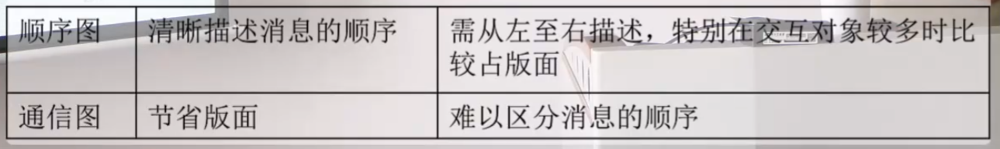 顺序图 清晰描述消息的顺序 需从左至右描述，特别在交互对象较多时比
较占版面
通信图 节省版面 难以区分消息的顺序